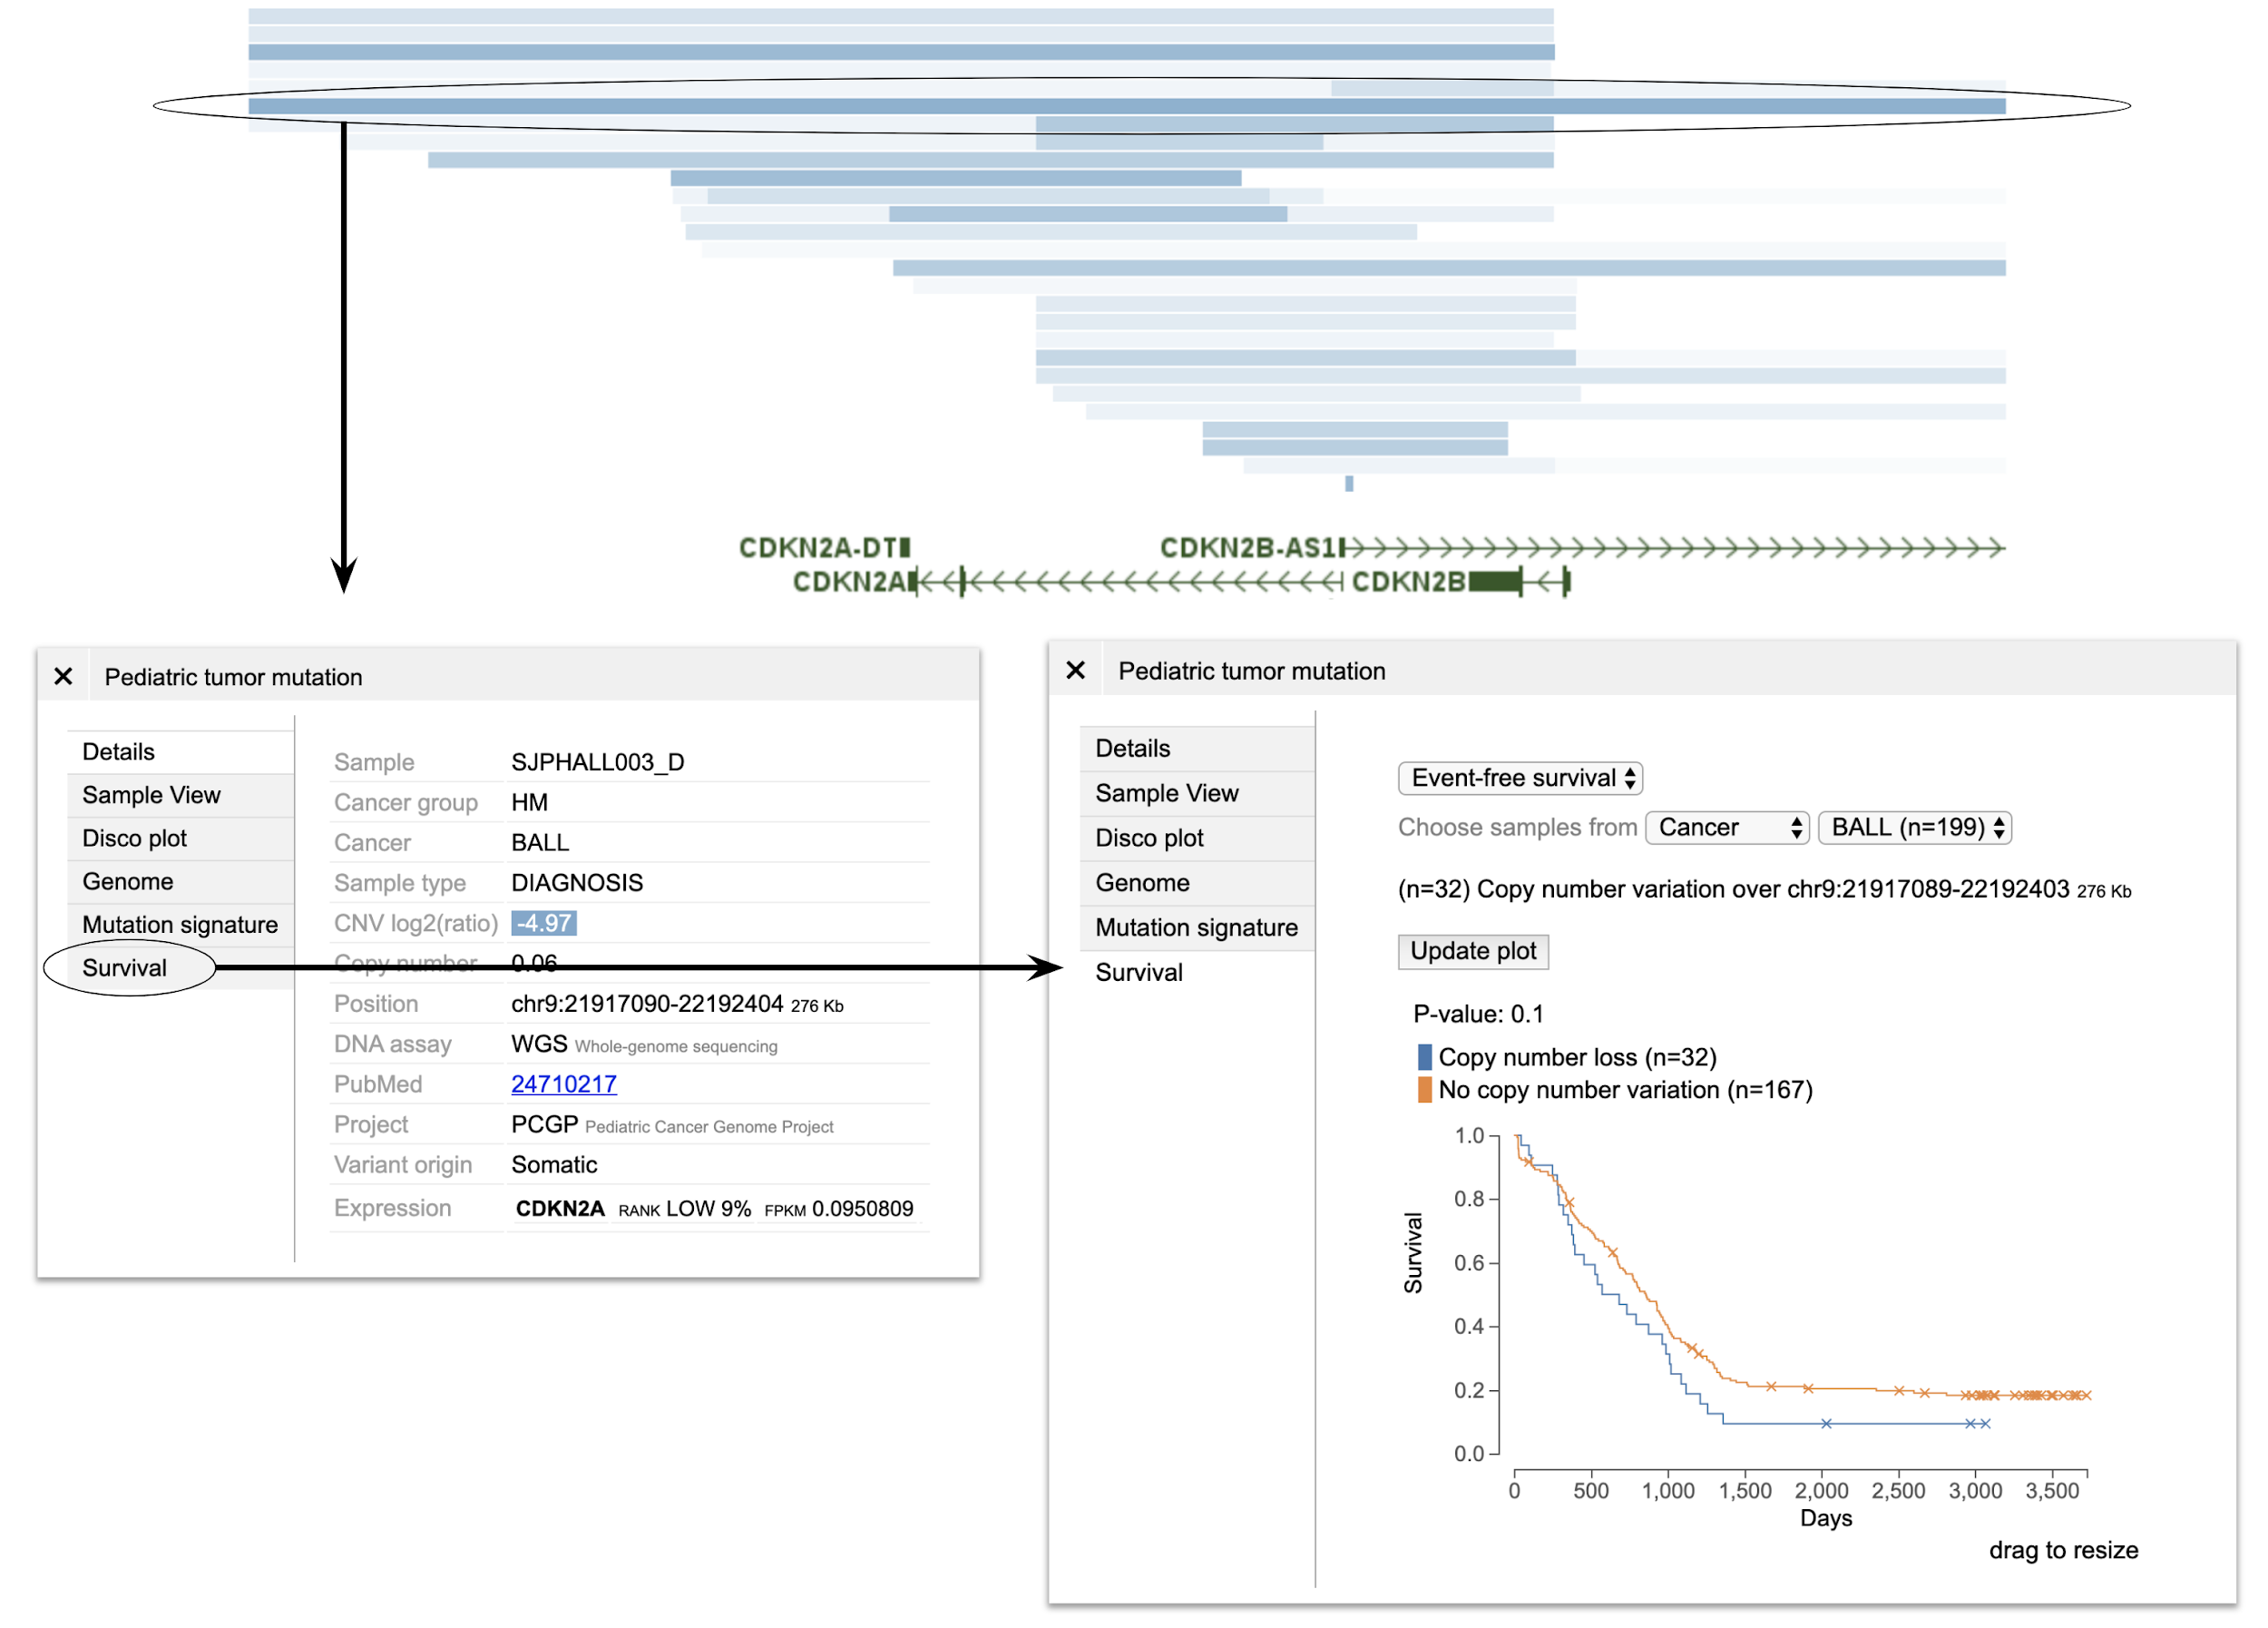 CDKN2A-DT CDKN2B-AS1
CDKN2A CDKN2B
✕ Pediatric tumor mutation
Details
Sample View
Disco plot
Genome
Mutation signature
Survival
Sample SJPHALL003_D
Cancer group HM
Cancer BALL
Sample type DIAGNOSIS
CNV log2(ratio) -4.97
Copy number 0.06
Position chr9:21917090-22192404 276 Kb
DNA assay WGS Whole-genome sequencing
PubMed 24710217
Project PCGP Pediatric Cancer Genome Project
Variant origin Somatic
Expression CDKN2A RANK LOW 9% FPKM 0.0950809
✕ Pediatric tumor mutation
Details
Sample View
Disco plot
Genome
Mutation signature
Survival
Event-free survival
Choose samples from Cancer BALL (n=199)
(n=32) Copy number variation over chr9:21917089-22192403 276 Kb
Update plot
P-value: 0.1
Copy number loss (n=32)
No copy number variation (n=167)
1.0
0.8
0.6
0.4
0.2
0.0
Survival
0 500 1,000 1,500 2,000 2,500 3,000 3,500
Days
drag to resize